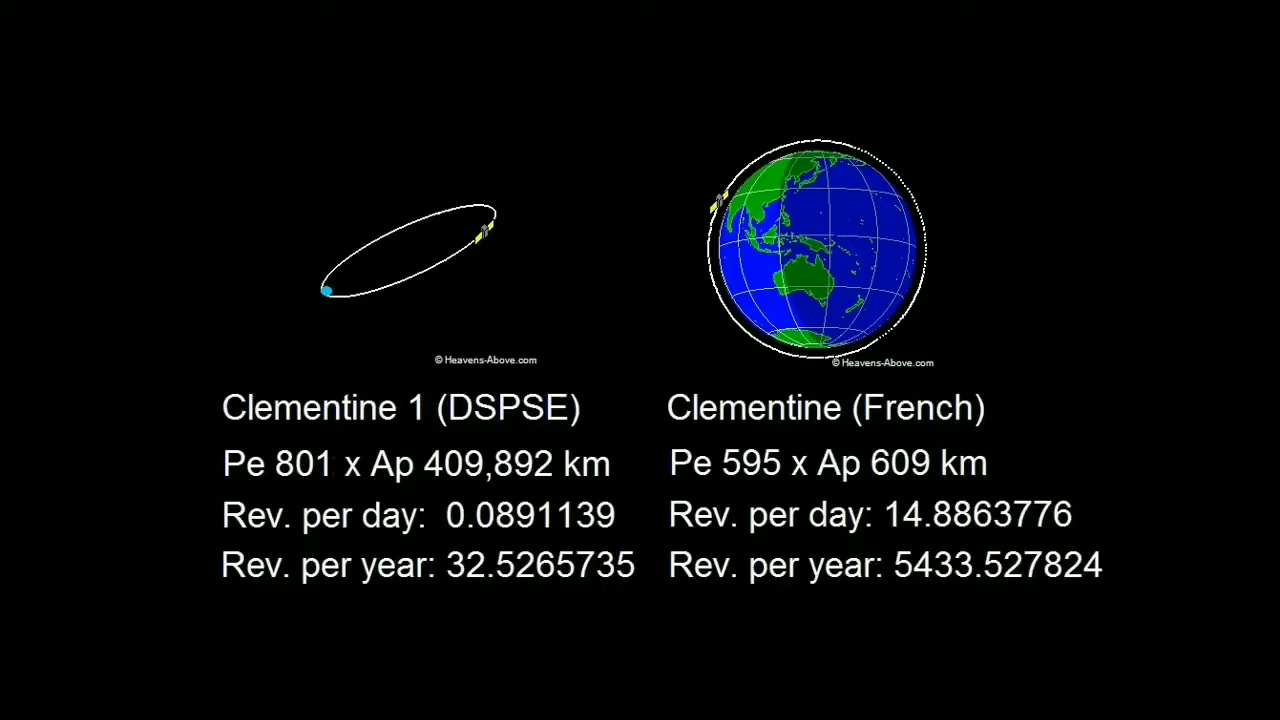 © Heavens-Above.com
© Heavens-Above.com
Clementine 1 (DSPSE)
Pe 801 x Ap 409,892 km
Rev. per day:  0.0891139
Rev. per year: 32.5265735
Clementine (French)
Pe 595 x Ap 609 km
Rev. per day: 14.8863776
Rev. per year: 5433.527824